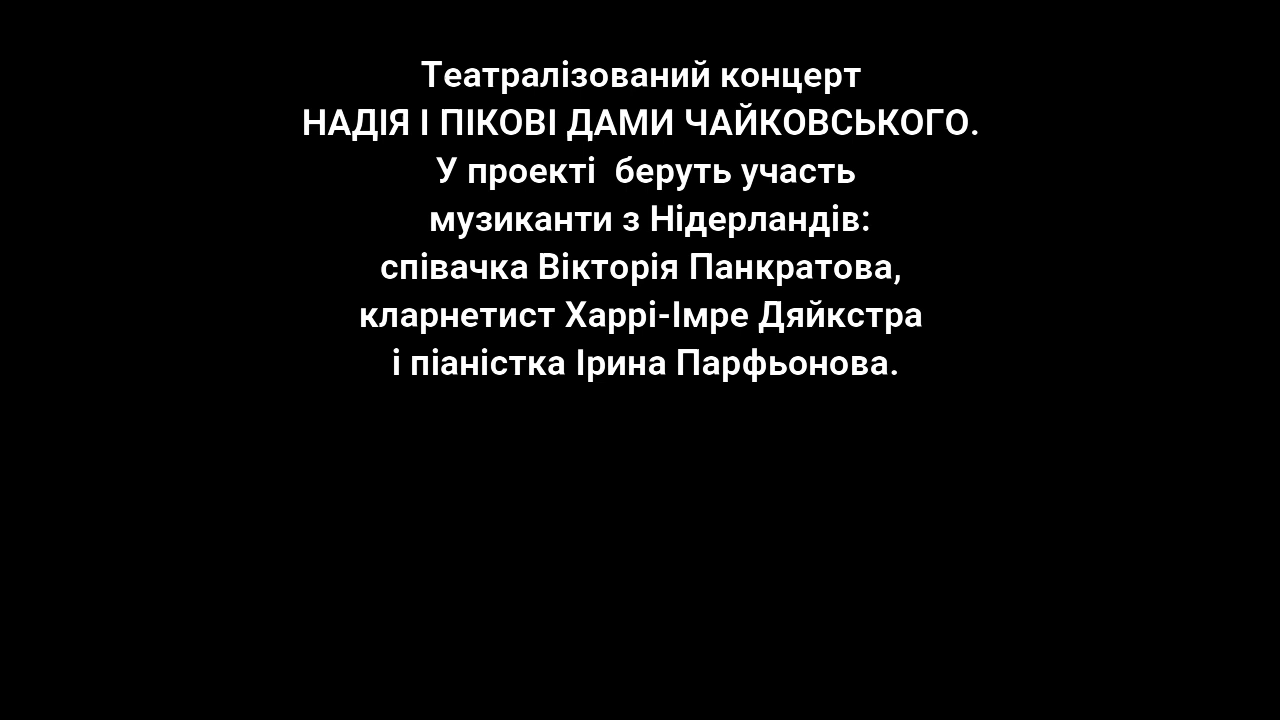 Театралізований концерт
НАДІЯ І ПІКОВІ ДАМИ ЧАЙКОВСЬКОГО.
У проекті  беруть участь
музиканти з Нідерландів:
співачка Вікторія Панкратова,
кларнетист Харрі-Імре Дяйкстра
і піаністка Ірина Парфьонова.